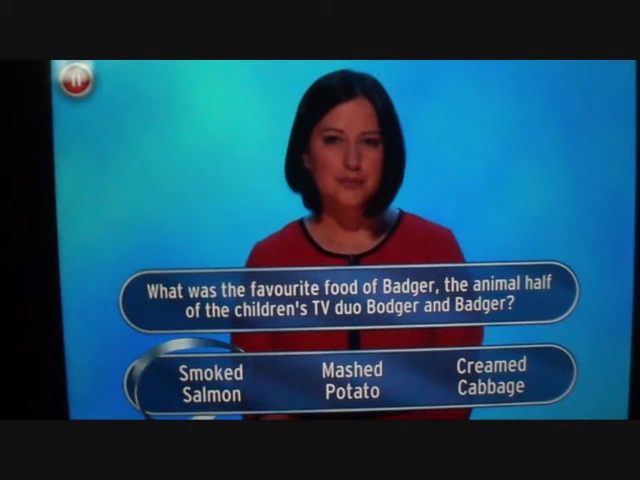 What was the favourite food of Badger, the animal half
of the children's TV duo Bodger and Badger?
Smoked
Salmon
Mashed
Potato
Creamed
Cabbage